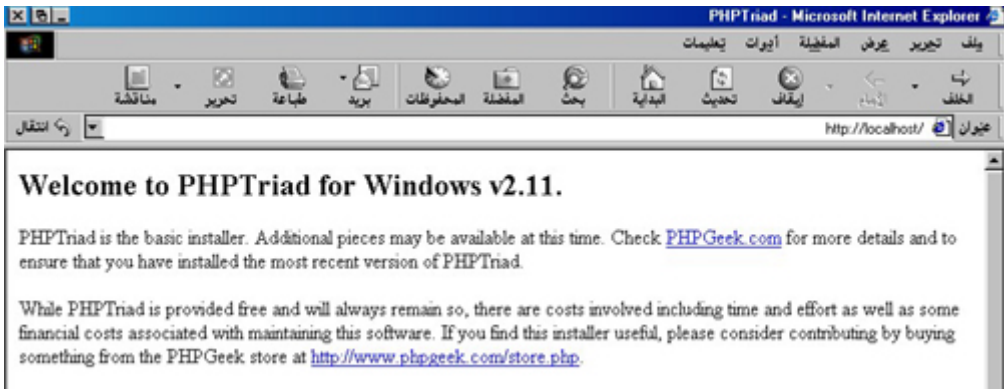 PHPTriad - Microsoft Internet Explorer
ملف تحرير عرض المفضلة أدوات تعليمات
الخلف الأمام إيقاف تحديث البداية بحث المفضلة المحفوظات بريد طباعة تحرير مناقشة
عنوان http://localhost/ انتقال
Welcome to PHPTriad for Windows v2.11.
PHPTriad is the basic installer. Additional pieces may be available at this time. Check PHPGeek.com for more details and to
ensure that you have installed the most recent version of PHPTriad.
While PHPTriad is provided free and will always remain so, there are costs involved including time and effort as well as some
financial costs associated with maintaining this software. If you find this installer useful, please consider contributing by buying
something from the PHPGeek store at http://www.phpgeek.com/store.php.